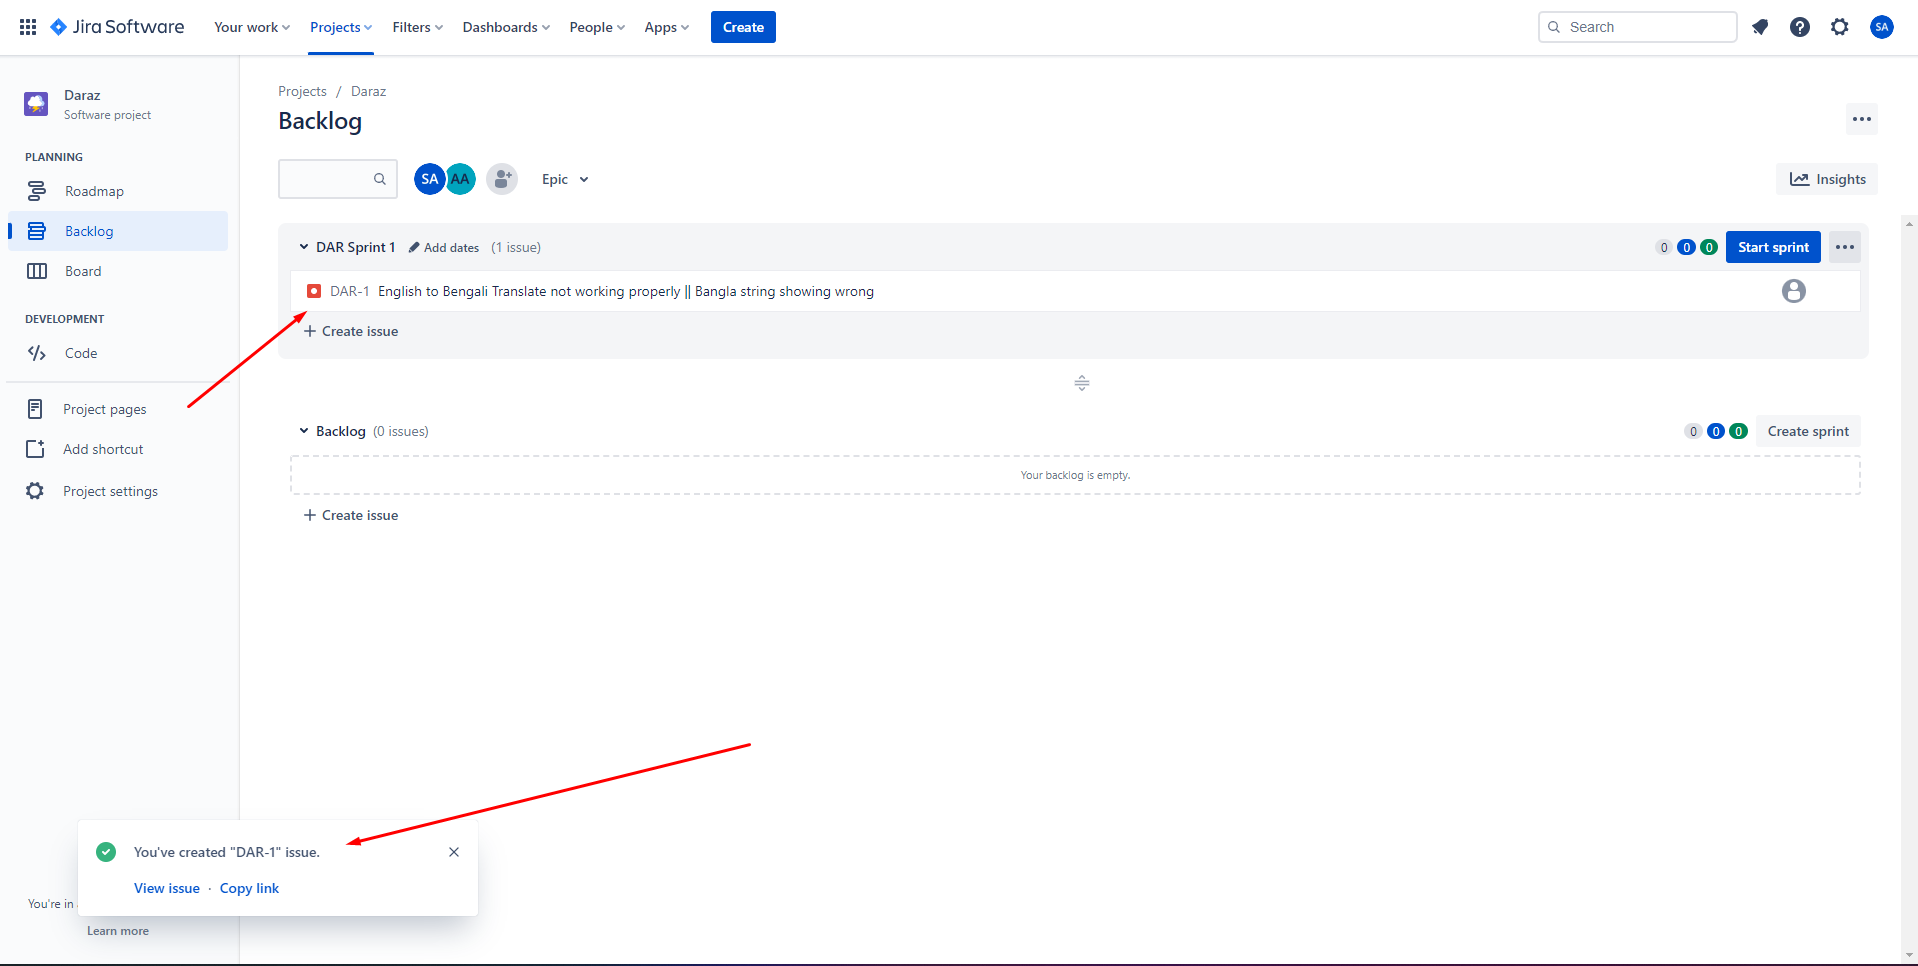 Jira Software Your work Projects Filters Dashboards People Apps Create Search SA
Daraz
Software project
PLANNING
Roadmap
Backlog
Board
DEVELOPMENT
Code
Project pages
Add shortcut
Project settings
Projects / Daraz
Backlog
SA AA Epic Insights
DAR Sprint 1 Add dates (1 issue) 0 0 0 Start sprint
DAR-1 English to Bengali Translate not working properly || Bangla string showing wrong
+ Create issue
Backlog (0 issues) 0 0 0 Create sprint
Your backlog is empty.
+ Create issue
You've created "DAR-1" issue.
View issue · Copy link
You're in
Learn more